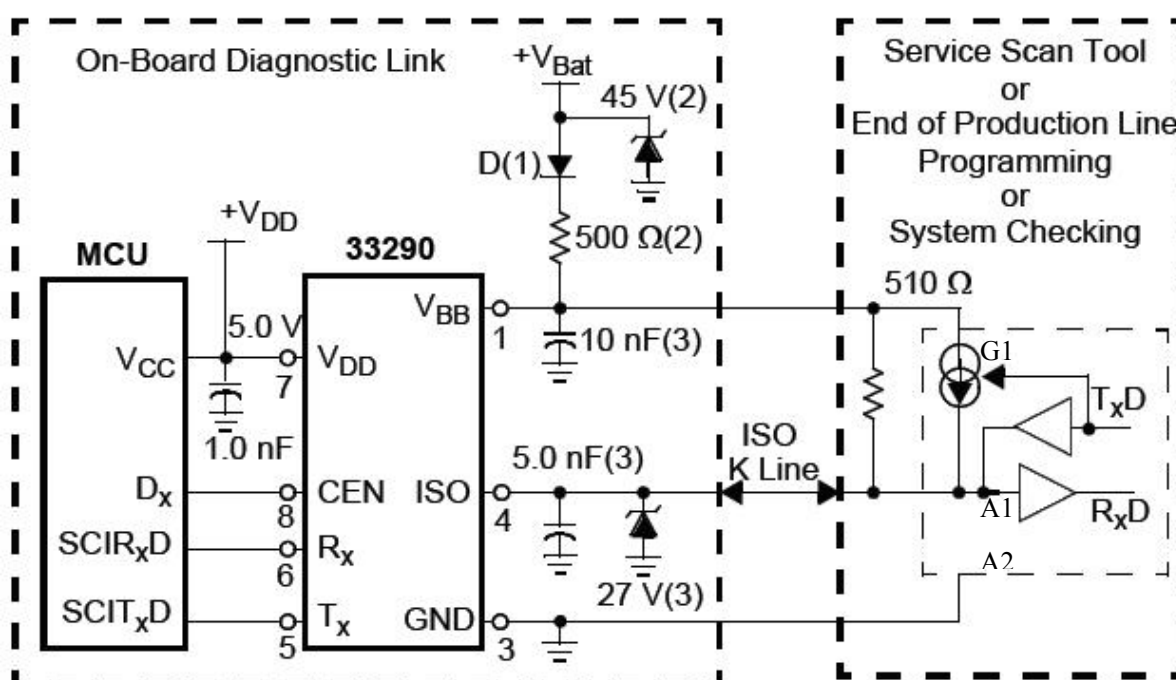 On-Board Diagnostic Link
+VBat
45 V(2)
D(1)
500 Ω(2)
+VDD
MCU
33290
VBB
1
10 nF(3)
5.0 V
VCC
VDD
7
1.0 nF
5.0 nF(3)
DX
CEN
ISO
8
4
SCIRXD
RX
6
27 V(3)
SCITXD
TX
GND
5
3
ISO
K Line
Service Scan Tool
or
End of Production Line
Programming
or
System Checking
510 Ω
G1
TXD
A1
RXD
A2